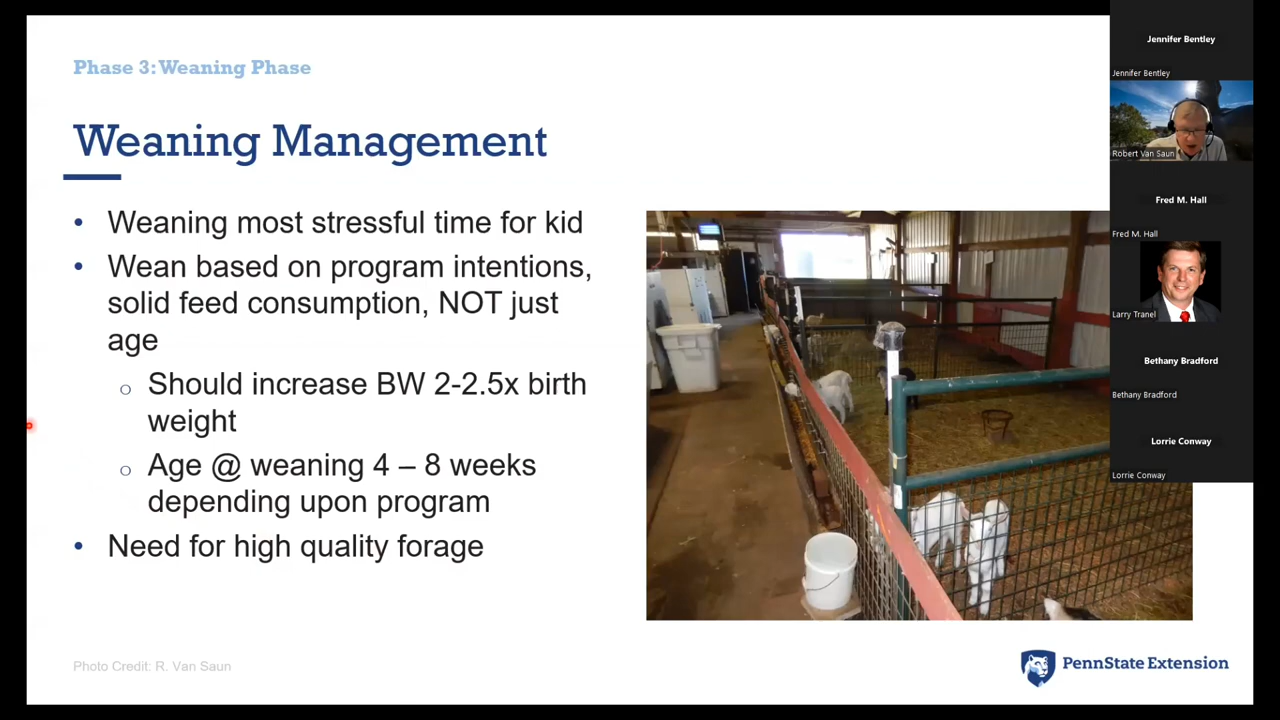 Phase 3: Weaning Phase
Weaning Management
• Weaning most stressful time for kid
• Wean based on program intentions,
solid feed consumption, NOT just
age
o Should increase BW 2-2.5x birth
weight
o Age @ weaning 4 – 8 weeks
depending upon program
• Need for high quality forage
Photo Credit: R. Van Saun
PennState Extension
Jennifer Bentley
Jennifer Bentley
Robert Van Saun
Fred M. Hall
Fred M. Hall
Larry Tranel
Bethany Bradford
Bethany Bradford
Lorrie Conway
Lorrie Conway